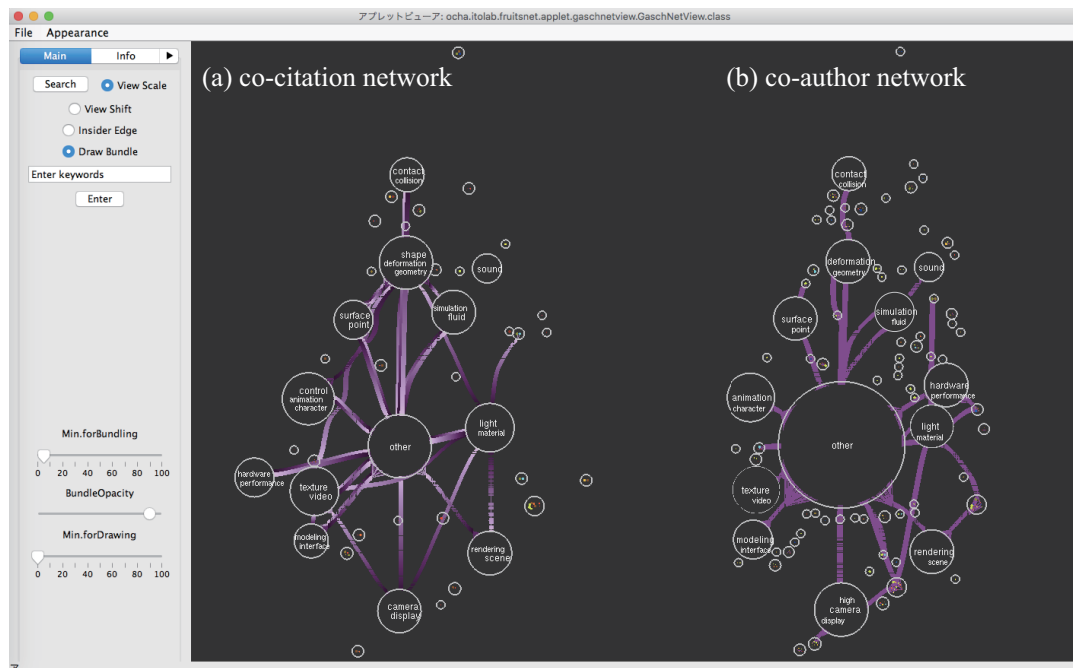 アプレットビューア: ocha.itolab.fruitsnet.applet.gaschnetview.GaschNetView.class
File Appearance
Main Info
Search View Scale
View Shift
Insider Edge
Draw Bundle
Enter keywords
Enter
Min.forBundling
0 20 40 60 80 100
BundleOpacity
Min.forDrawing
0 20 40 60 80 100
(a) co-citation network
contact
collision
shape
deformation
geometry
sound
surface
point
simulation
fluid
control
animation
character
other
light
material
hardware
performance
texture
video
modeling
interface
rendering
scene
camera
display
(b) co-author network
contact
collision
deformation
geometry
sound
surface
point
simulation
fluid
animation
character
hardware
performance
other
light
material
texture
video
modeling
interface
rendering
scene
high
camera
display